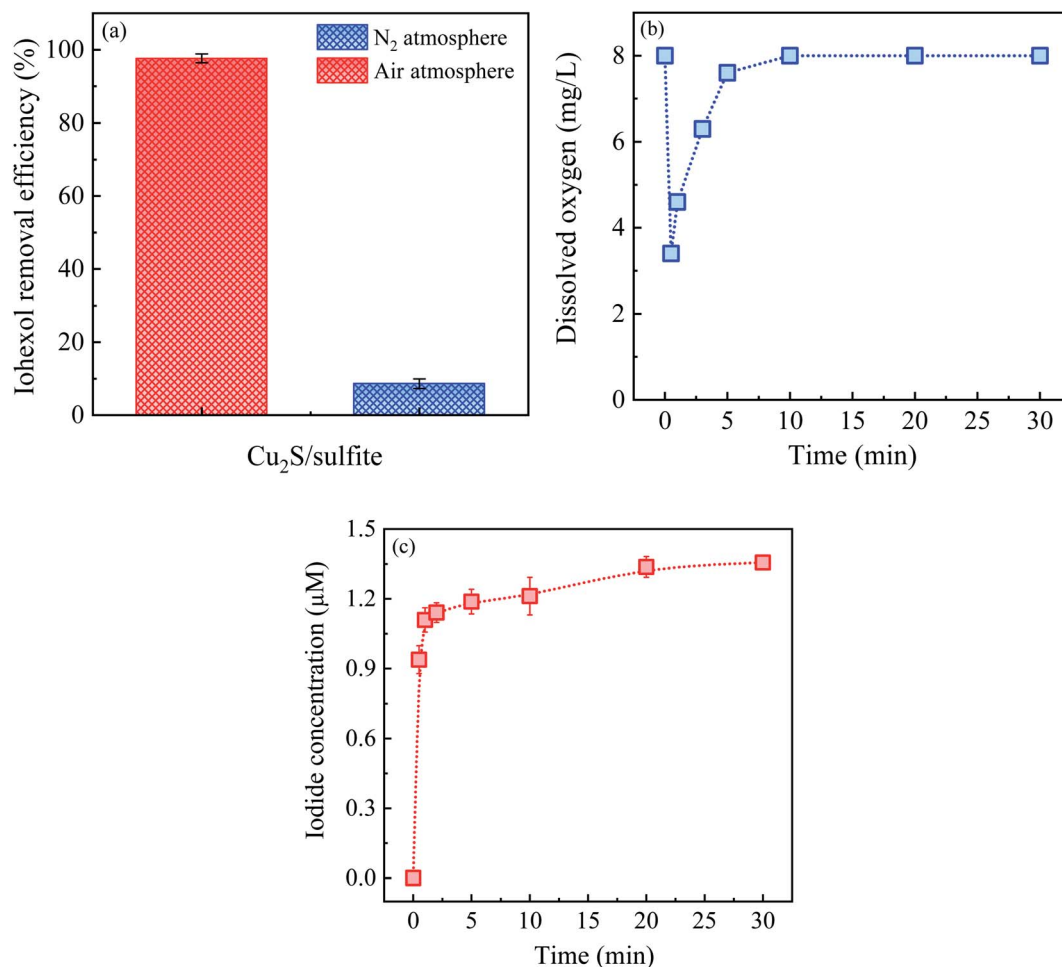 (a)
N₂ atmosphere
Air atmosphere
Iohexol removal efficiency (%)
100
80
60
40
20
0
Cu₂S/sulfite
(b)
Dissolved oxygen (mg/L)
8
6
4
2
0
0 5 10 15 20 25 30
Time (min)
(c)
Iodide concentration (μM)
1.5
1.2
0.9
0.6
0.3
0.0
0 5 10 15 20 25 30
Time (min)